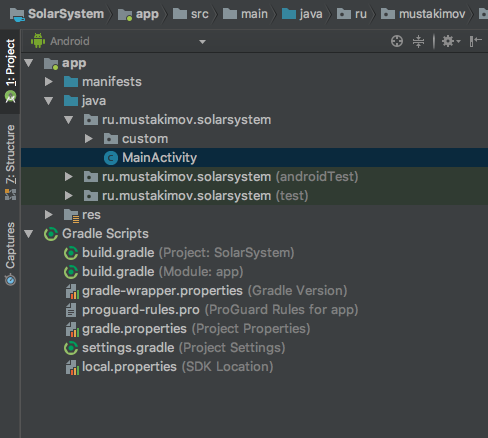 SolarSystem app src main java ru mustakimov
Android
1: Project
app
manifests
java
ru.mustakimov.solarsystem
custom
MainActivity
ru.mustakimov.solarsystem (androidTest)
ru.mustakimov.solarsystem (test)
res
Gradle Scripts
build.gradle (Project: SolarSystem)
build.gradle (Module: app)
gradle-wrapper.properties (Gradle Version)
proguard-rules.pro (ProGuard Rules for app)
gradle.properties (Project Properties)
settings.gradle (Project Settings)
local.properties (SDK Location)
Z: Structure
Captures